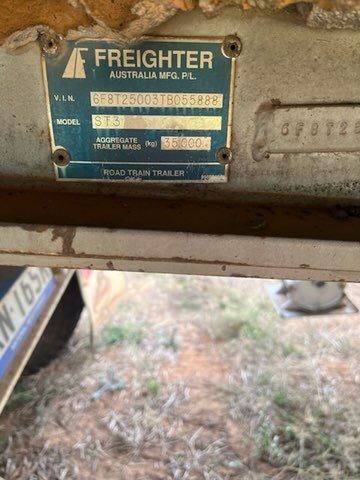 FREIGHTER
AUSTRALIA MFG. P/L.
V.I.N. 6F8T25003TB055888
MODEL ST3
AGGREGATE TRAILER MASS (kg) 35000
ROAD TRAIN TRAILER
6F8T2